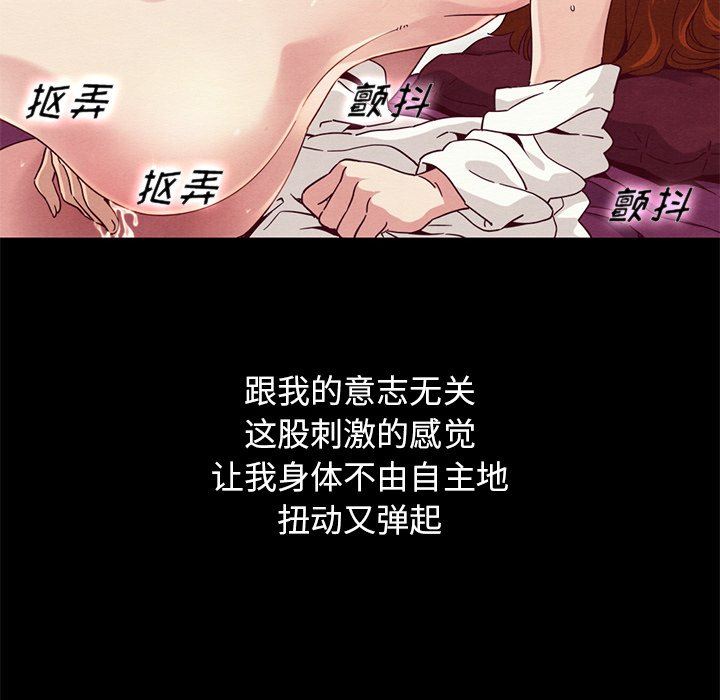 抠弄
颤抖
抠弄
颤抖
跟我的意志无关
这股刺激的感觉
让我身体不由自主地
扭动又弹起